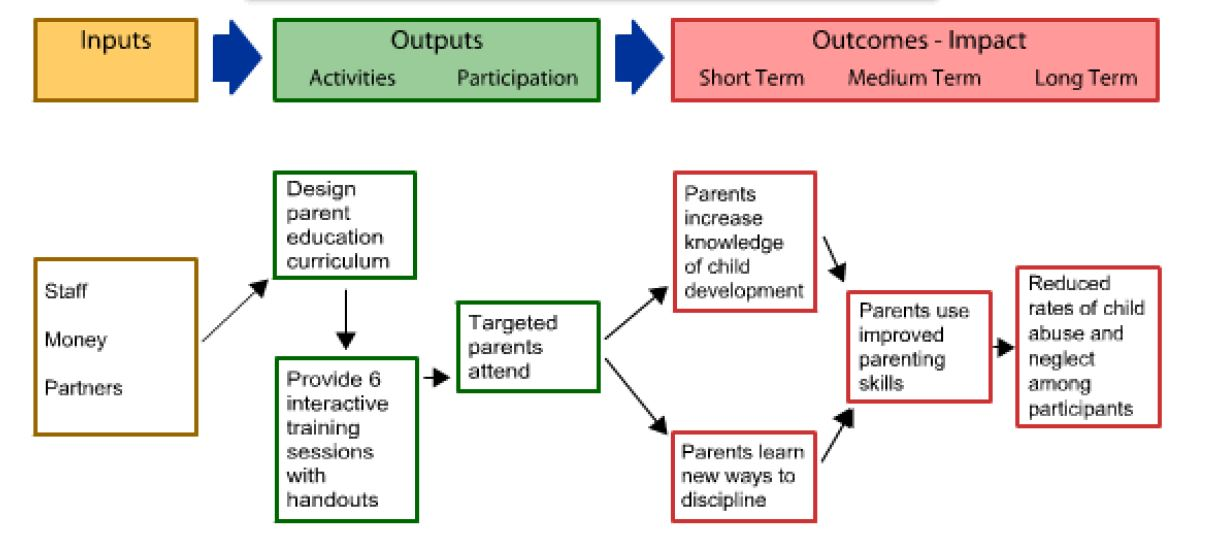 Inputs
Outputs
Activities Participation
Outcomes - Impact
Short Term Medium Term Long Term
Staff
Money
Partners
Design
parent
education
curriculum
Provide 6
interactive
training
sessions
with
handouts
Targeted
parents
attend
Parents
increase
knowledge
of child
development
Parents learn
new ways to
discipline
Parents use
improved
parenting
skills
Reduced
rates of child
abuse and
neglect
among
participants